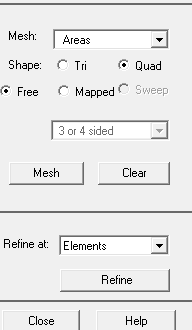 Mesh: Areas
Shape: Tri Quad
Free Mapped Sweep
3 or 4 sided
Mesh Clear
Refine at: Elements
Refine
Close Help